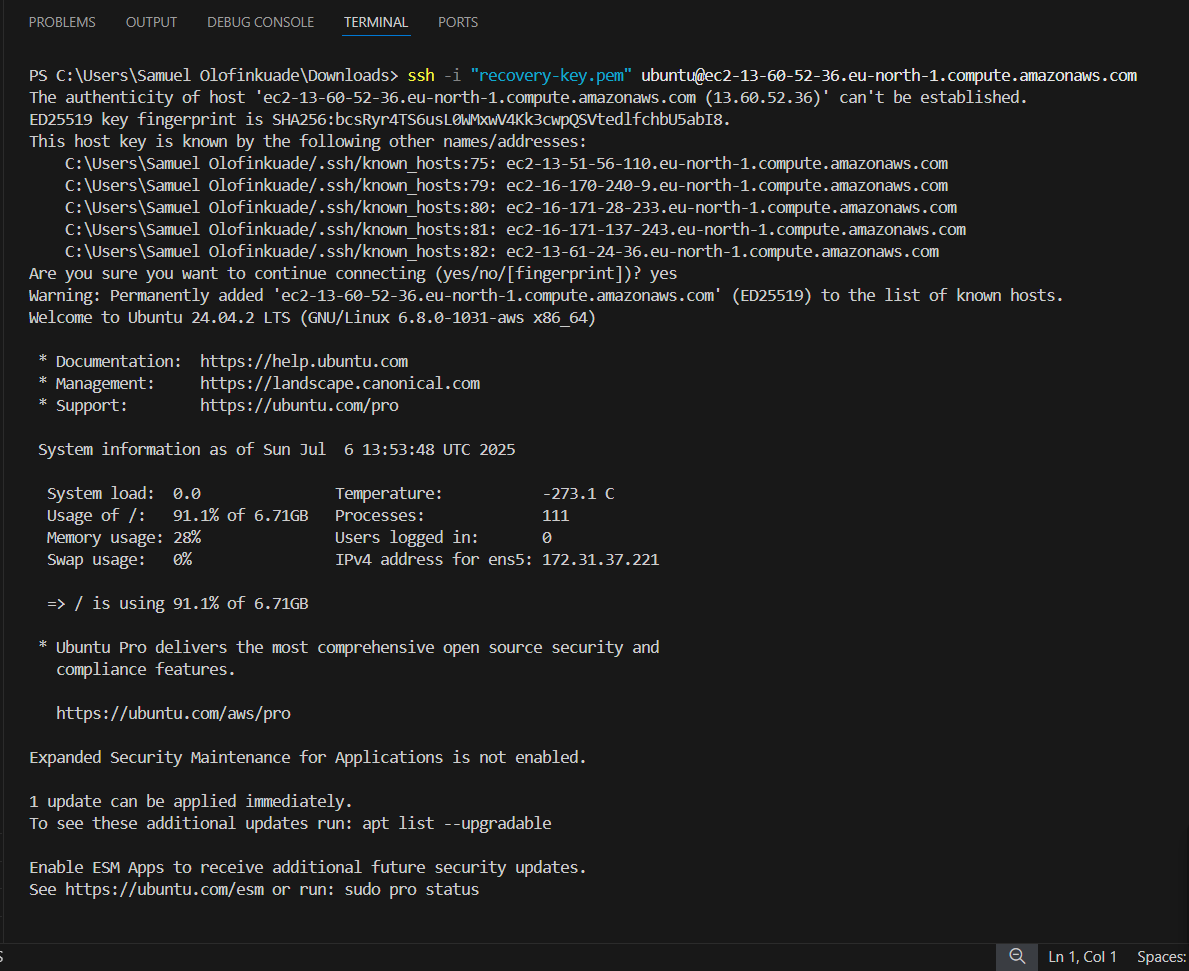 PROBLEMS OUTPUT DEBUG CONSOLE TERMINAL PORTS
PS C:\Users\Samuel Olofinkuade\Downloads> ssh -i "recovery-key.pem" ubuntu@ec2-13-60-52-36.eu-north-1.compute.amazonaws.com
The authenticity of host 'ec2-13-60-52-36.eu-north-1.compute.amazonaws.com (13.60.52.36)' can't be established.
ED25519 key fingerprint is SHA256:bcsRyr4TS6usL0WMxwV4Kk3cwpQSVtedlfchbU5abI8.
This host key is known by the following other names/addresses:
    C:\Users\Samuel Olofinkuade/.ssh/known_hosts:75: ec2-13-51-56-110.eu-north-1.compute.amazonaws.com
    C:\Users\Samuel Olofinkuade/.ssh/known_hosts:79: ec2-16-170-240-9.eu-north-1.compute.amazonaws.com
    C:\Users\Samuel Olofinkuade/.ssh/known_hosts:80: ec2-16-171-28-233.eu-north-1.compute.amazonaws.com
    C:\Users\Samuel Olofinkuade/.ssh/known_hosts:81: ec2-16-171-137-243.eu-north-1.compute.amazonaws.com
    C:\Users\Samuel Olofinkuade/.ssh/known_hosts:82: ec2-13-61-24-36.eu-north-1.compute.amazonaws.com
Are you sure you want to continue connecting (yes/no/[fingerprint])? yes
Warning: Permanently added 'ec2-13-60-52-36.eu-north-1.compute.amazonaws.com' (ED25519) to the list of known hosts.
Welcome to Ubuntu 24.04.2 LTS (GNU/Linux 6.8.0-1031-aws x86_64)
 * Documentation:  https://help.ubuntu.com
 * Management:     https://landscape.canonical.com
 * Support:        https://ubuntu.com/pro
 System information as of Sun Jul  6 13:53:48 UTC 2025
  System load:  0.0               Temperature:           -273.1 C
  Usage of /:   91.1% of 6.71GB   Processes:             111
  Memory usage: 28%               Users logged in:       0
  Swap usage:   0%                IPv4 address for ens5: 172.31.37.221
  => / is using 91.1% of 6.71GB
 * Ubuntu Pro delivers the most comprehensive open source security and
   compliance features.
   https://ubuntu.com/aws/pro
Expanded Security Maintenance for Applications is not enabled.
1 update can be applied immediately.
To see these additional updates run: apt list --upgradable
Enable ESM Apps to receive additional future security updates.
See https://ubuntu.com/esm or run: sudo pro status
Ln 1, Col 1 Spaces: